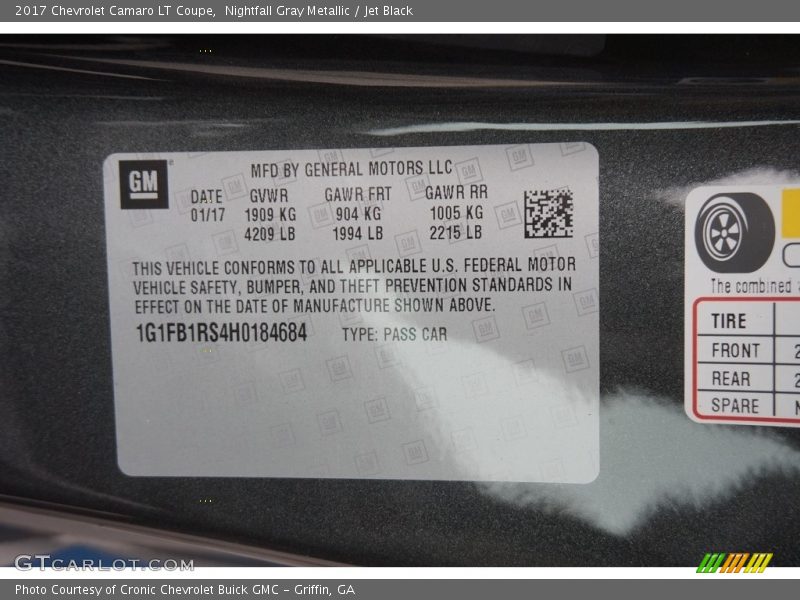 2017 Chevrolet Camaro LT Coupe, Nightfall Gray Metallic / Jet Black
GM
MFD BY GENERAL MOTORS LLC
DATE GVWR GAWR FRT GAWR RR
01/17 1909 KG 904 KG 1005 KG
4209 LB 1994 LB 2215 LB
THIS VEHICLE CONFORMS TO ALL APPLICABLE U.S. FEDERAL MOTOR
VEHICLE SAFETY, BUMPER, AND THEFT PREVENTION STANDARDS IN
EFFECT ON THE DATE OF MANUFACTURE SHOWN ABOVE.
1G1FB1RS4H0184684 TYPE: PASS CAR
The combined
TIRE
FRONT 2
REAR 2
SPARE
GTCARLOT.COM
Photo Courtesy of Cronic Chevrolet Buick GMC - Griffin, GA